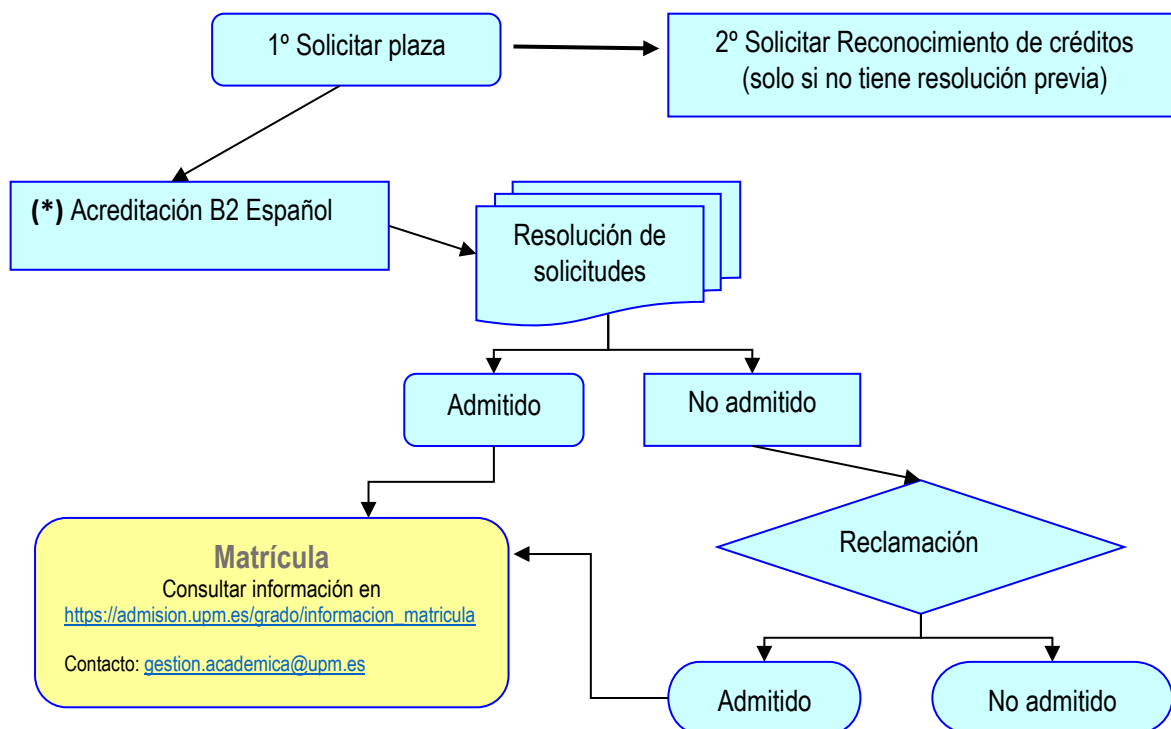 1º Solicitar plaza
2º Solicitar Reconocimiento de créditos
(solo si no tiene resolución previa)
(*) Acreditación B2 Español
Resolución de
solicitudes
Admitido
No admitido
Reclamación
Matrícula
Consultar información en
https://admision.upm.es/grado/informacion_matricula
Contacto: gestion.academica@upm.es
Admitido
No admitido